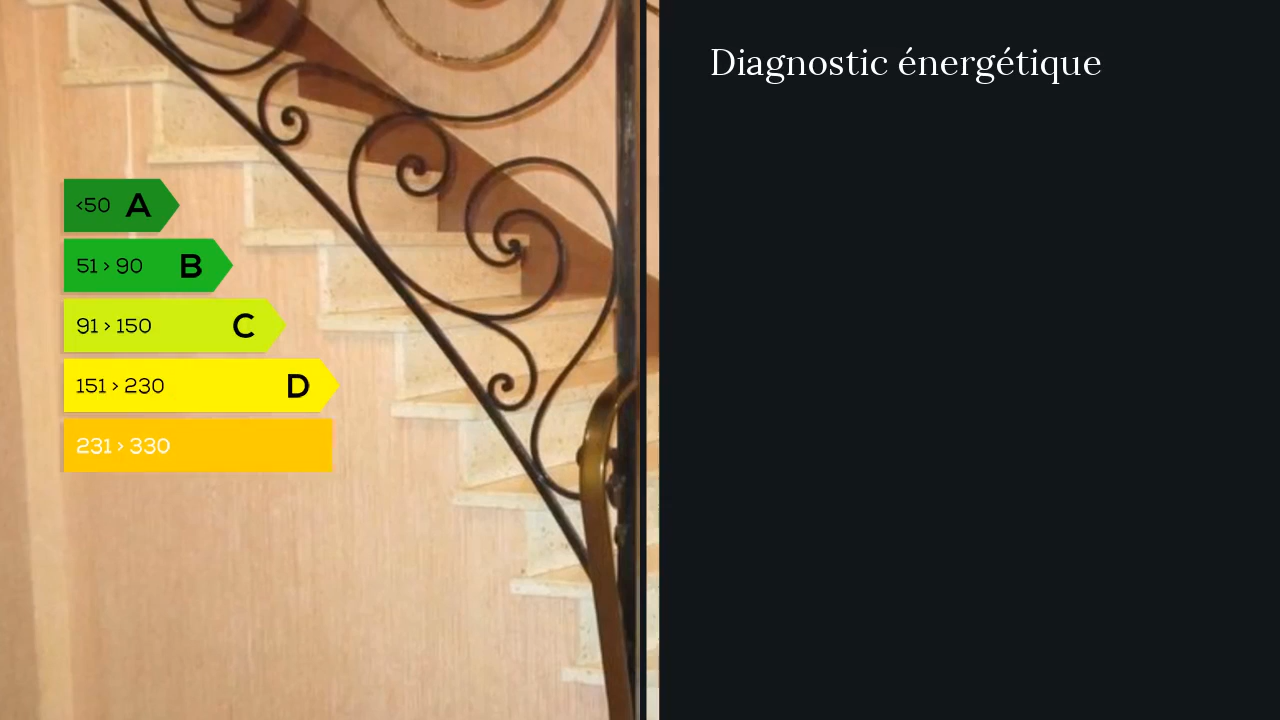 Diagnostic énergétique
<50 A
51 > 90 B
91 > 150 C
151 > 230 D
231 > 330